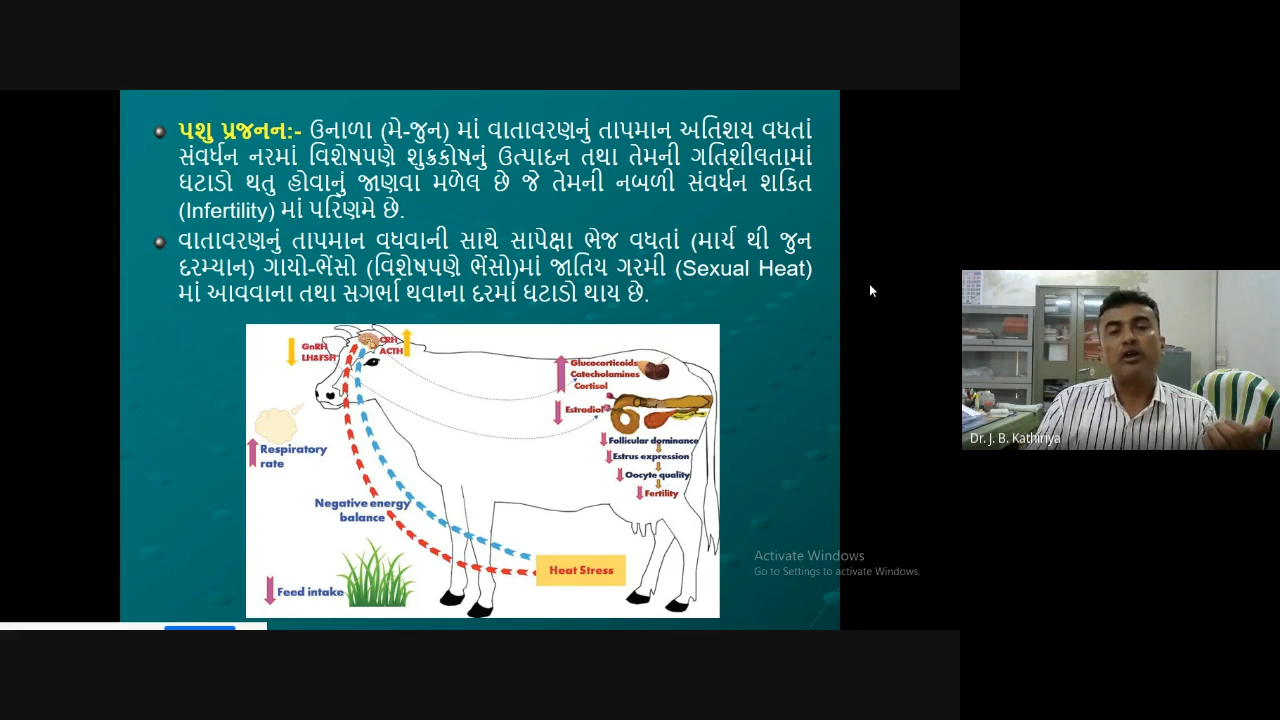 પશુ પ્રજનન:- ઉનાળા (મે-જુન) માં વાતાવરણનું તાપમાન અતિશય વધતાં
સંવર્ધન નરમાં વિશેષપણે શુક્રકોષનું ઉત્પાદન તથા તેમની ગતિશીલતામાં
ઘટાડો થતુ હોવાનું જાણવા મળેલ છે જે તેમની નબળી સંવર્ધન શકિત
(Infertility) માં પરિણમે છે.
વાતાવરણનું તાપમાન વધવાની સાથે સાપેક્ષા ભેજ વધતાં (માર્ચ થી જુન
દરમ્યાન) ગાયો-ભેંસો (વિશેષપણે ભેંસો)માં જાતિય ગરમી (Sexual Heat)
માં આવવાના તથા સગર્ભા થવાના દરમાં ઘટાડો થાય છે.
GnRH
LH&FSH
CRH
ACTH
Glucocorticoids
Catecholamines
Cortisol
Estradiol
Follicular dominance
Estrus expression
Oocyte quality
Fertility
Respiratory
rate
Negative energy
balance
Heat Stress
Feed intake
Dr. J. B. Kathiriya
Activate Windows
Go to Settings to activate Windows.